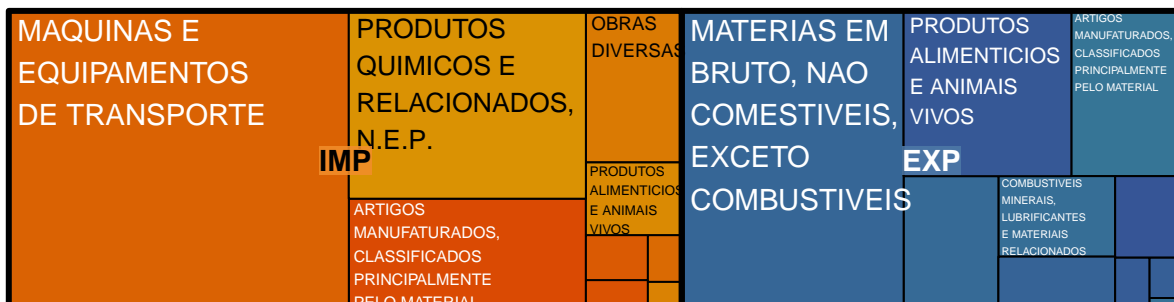 MAQUINAS E
EQUIPAMENTOS
DE TRANSPORTE
PRODUTOS
QUIMICOS E
RELACIONADOS,
N.E.P.
ARTIGOS
MANUFATURADOS,
CLASSIFICADOS
PRINCIPALMENTE
PELO MATERIAL
OBRAS
DIVERSAS
PRODUTOS
ALIMENTICIOS
E ANIMAIS
VIVOS
IMP
MATERIAS EM
BRUTO, NAO
COMESTIVEIS,
EXCETO
COMBUSTIVEIS
PRODUTOS
ALIMENTICIOS
E ANIMAIS
VIVOS
ARTIGOS
MANUFATURADOS,
CLASSIFICADOS
PRINCIPALMENTE
PELO MATERIAL
COMBUSTIVEIS
MINERAIS,
LUBRIFICANTES
E MATERIAIS
RELACIONADOS
EXP